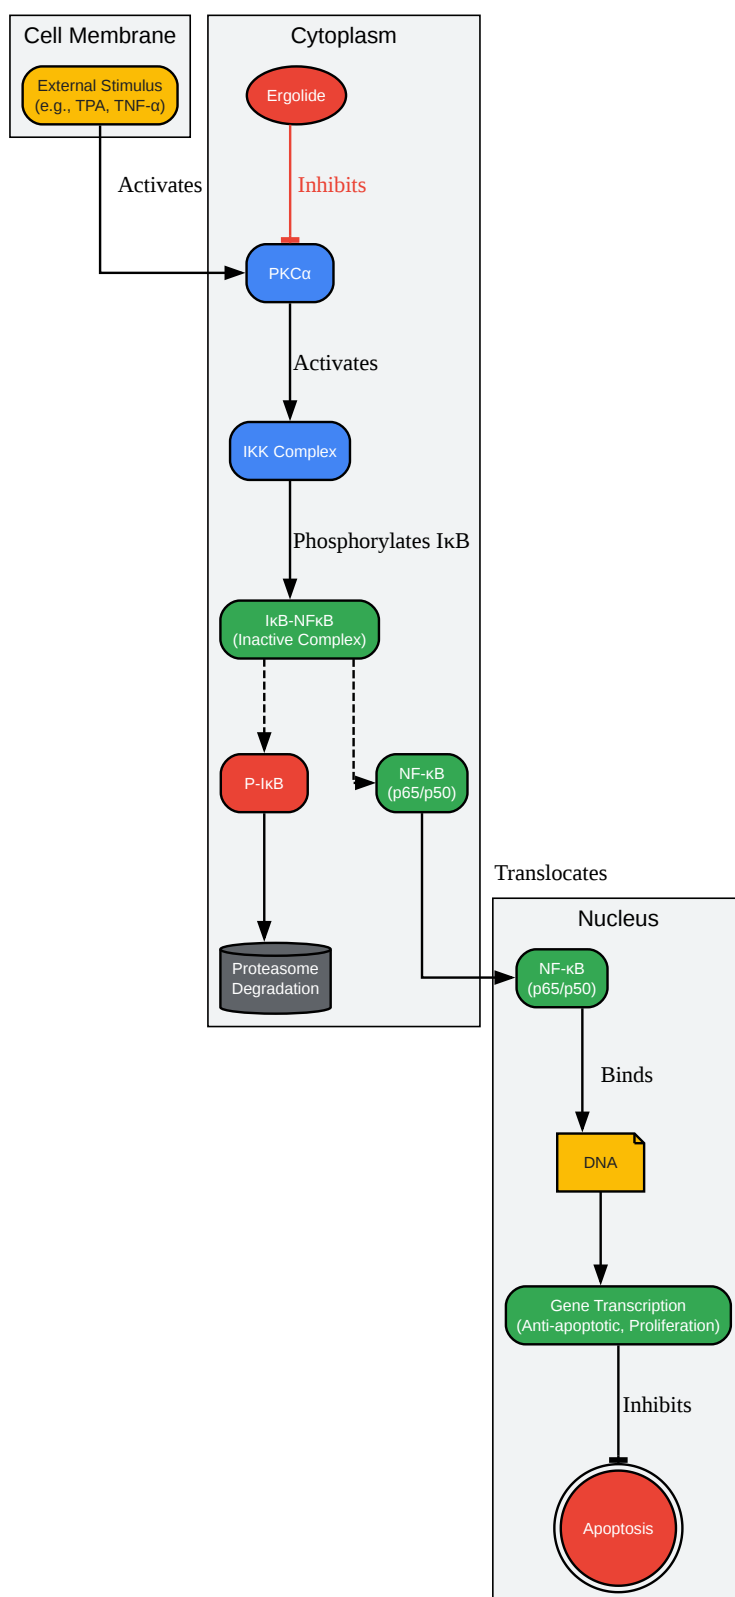 Cell Membrane
External Stimulus
(e.g., TPA, TNF-α)
Cytoplasm
Ergolide
Activates
Inhibits
PKCα
Activates
IKK Complex
Phosphorylates IκB
IκB-NFκB
(Inactive Complex)
P-IκB
NF-κB
(p65/p50)
Proteasome
Degradation
Translocates
Nucleus
NF-κB
(p65/p50)
Binds
DNA
Gene Transcription
(Anti-apoptotic, Proliferation)
Inhibits
Apoptosis